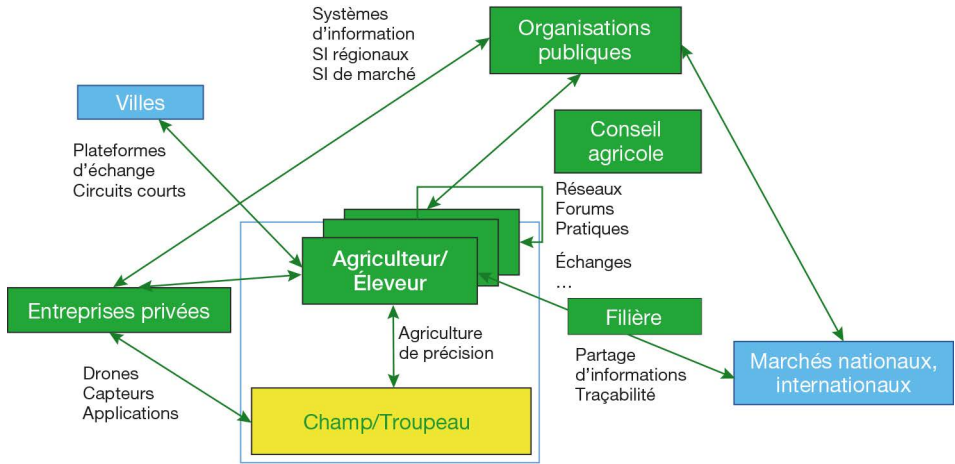 Systèmes
d'information
SI régionaux
SI de marché
Organisations
publiques
Villes
Conseil
agricole
Plateformes
d'échange
Circuits courts
Réseaux
Forums
Pratiques
Échanges
...
Agriculteur/
Éleveur
Entreprises privées
Filière
Agriculture
de précision
Partage
d'informations
Traçabilité
Marchés nationaux,
internationaux
Drones
Capteurs
Applications
Champ/Troupeau